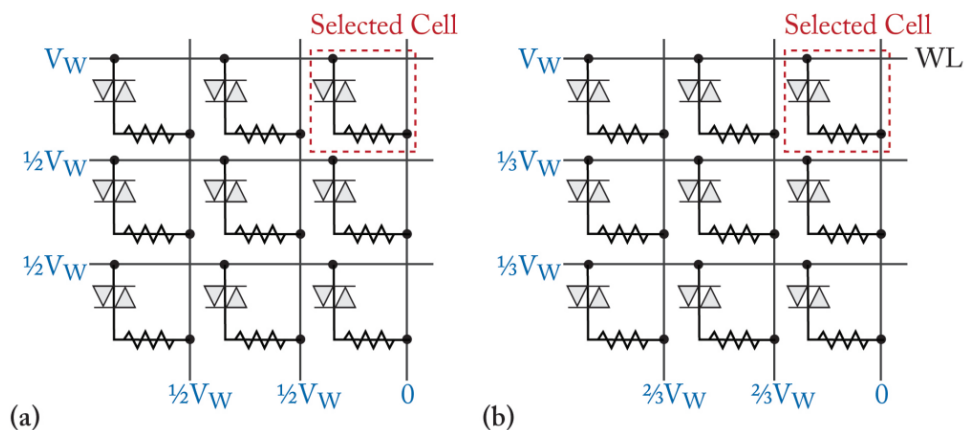 Selected Cell
V_W
½V_W
½V_W
½V_W ½V_W 0
(a)
Selected Cell
V_W WL
⅓V_W
⅓V_W
⅔V_W ⅔V_W 0
(b)